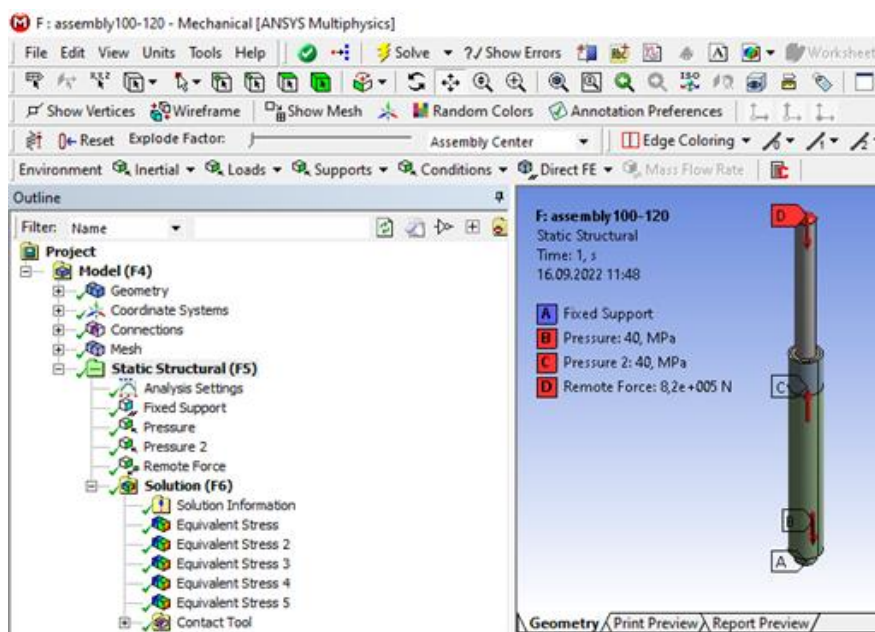 F : assembly100-120 - Mechanical [ANSYS Multiphysics]
File Edit View Units Tools Help Solve ?/ Show Errors Worksheet
Show Vertices Wireframe Show Mesh Random Colors Annotation Preferences
Reset Explode Factor: Assembly Center Edge Coloring
Environment Inertial Loads Supports Conditions Direct FE Mass Flow Rate
Outline
Filter: Name
Project
Model (F4)
Geometry
Coordinate Systems
Connections
Mesh
Static Structural (F5)
Analysis Settings
Fixed Support
Pressure
Pressure 2
Remote Force
Solution (F6)
Solution Information
Equivalent Stress
Equivalent Stress 2
Equivalent Stress 3
Equivalent Stress 4
Equivalent Stress 5
Contact Tool
F: assembly100-120
Static Structural
Time: 1, s
16.09.2022 11:48
A Fixed Support
B Pressure: 40, MPa
C Pressure 2: 40, MPa
D Remote Force: 8,2e+005 N
D
C
B
A
Geometry Print Preview Report Preview